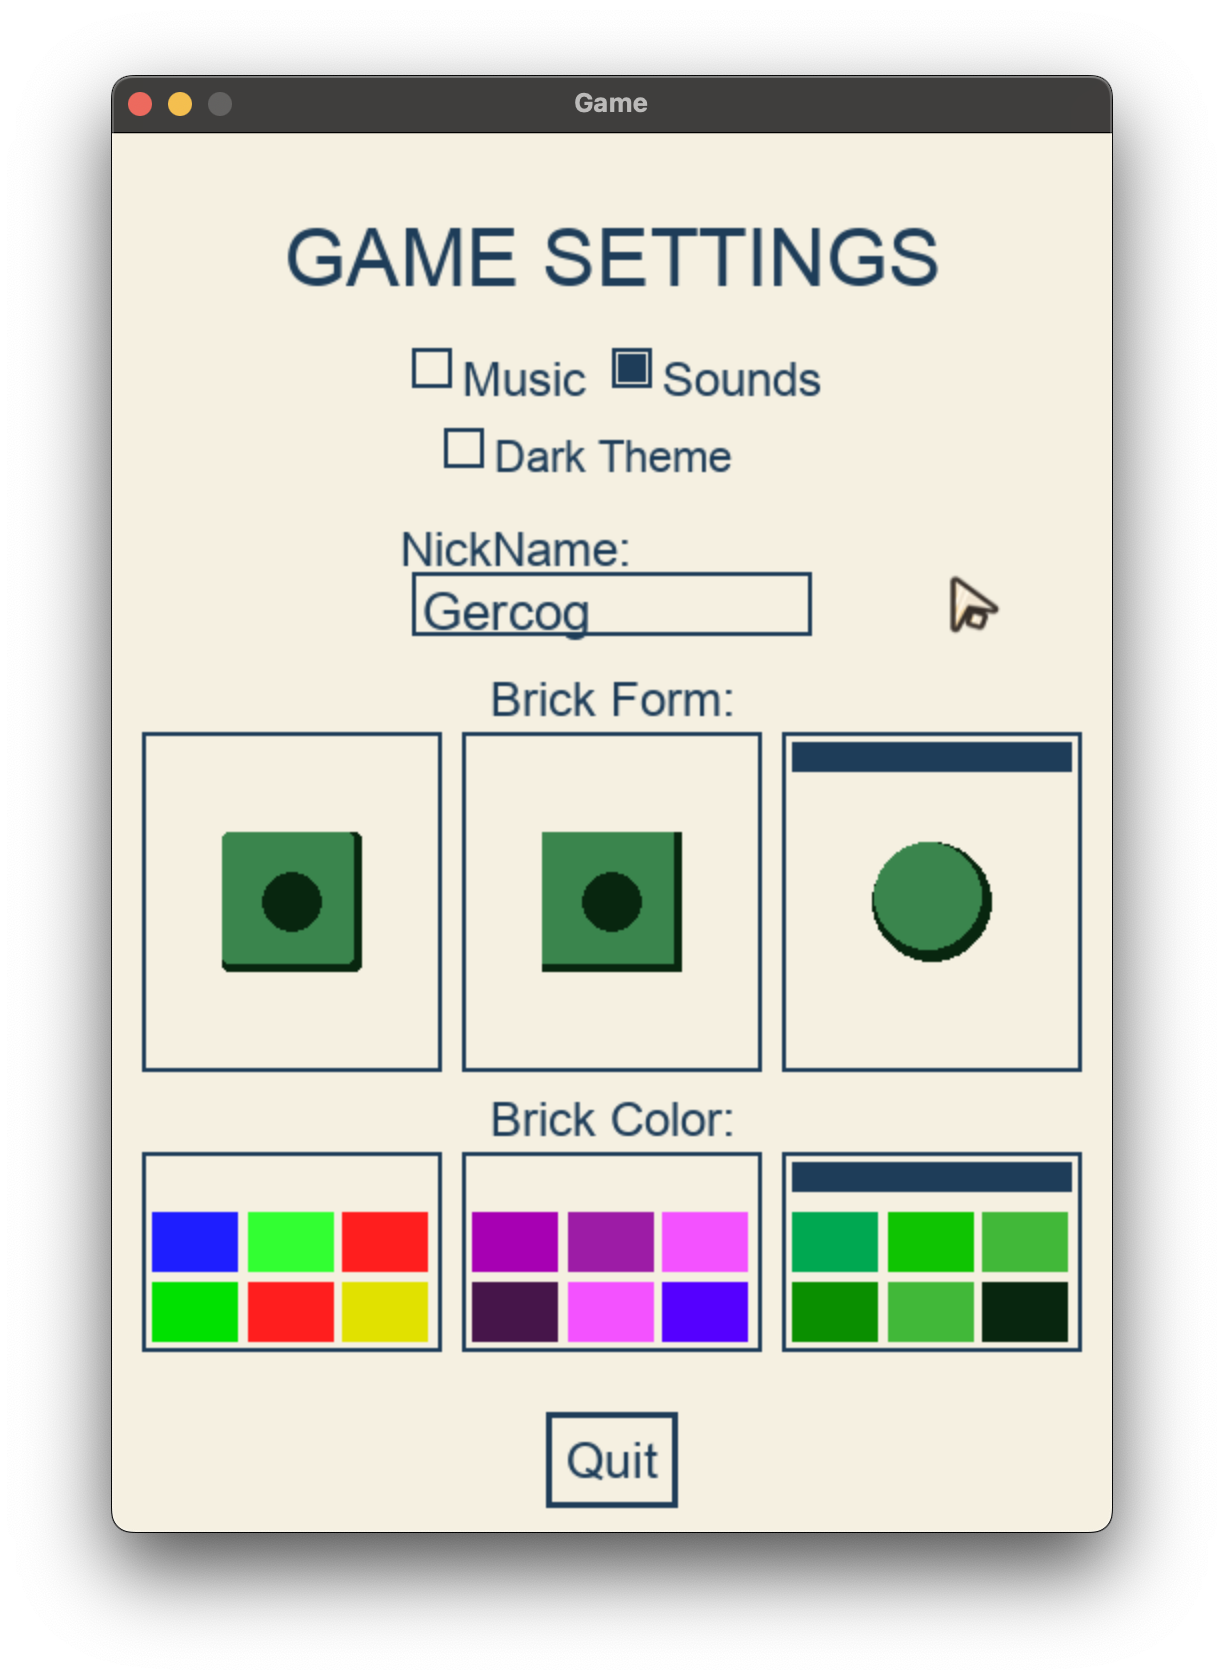 Game
GAME SETTINGS
Music Sounds
Dark Theme
NickName:
Gercog
Brick Form:
Brick Color:
Quit